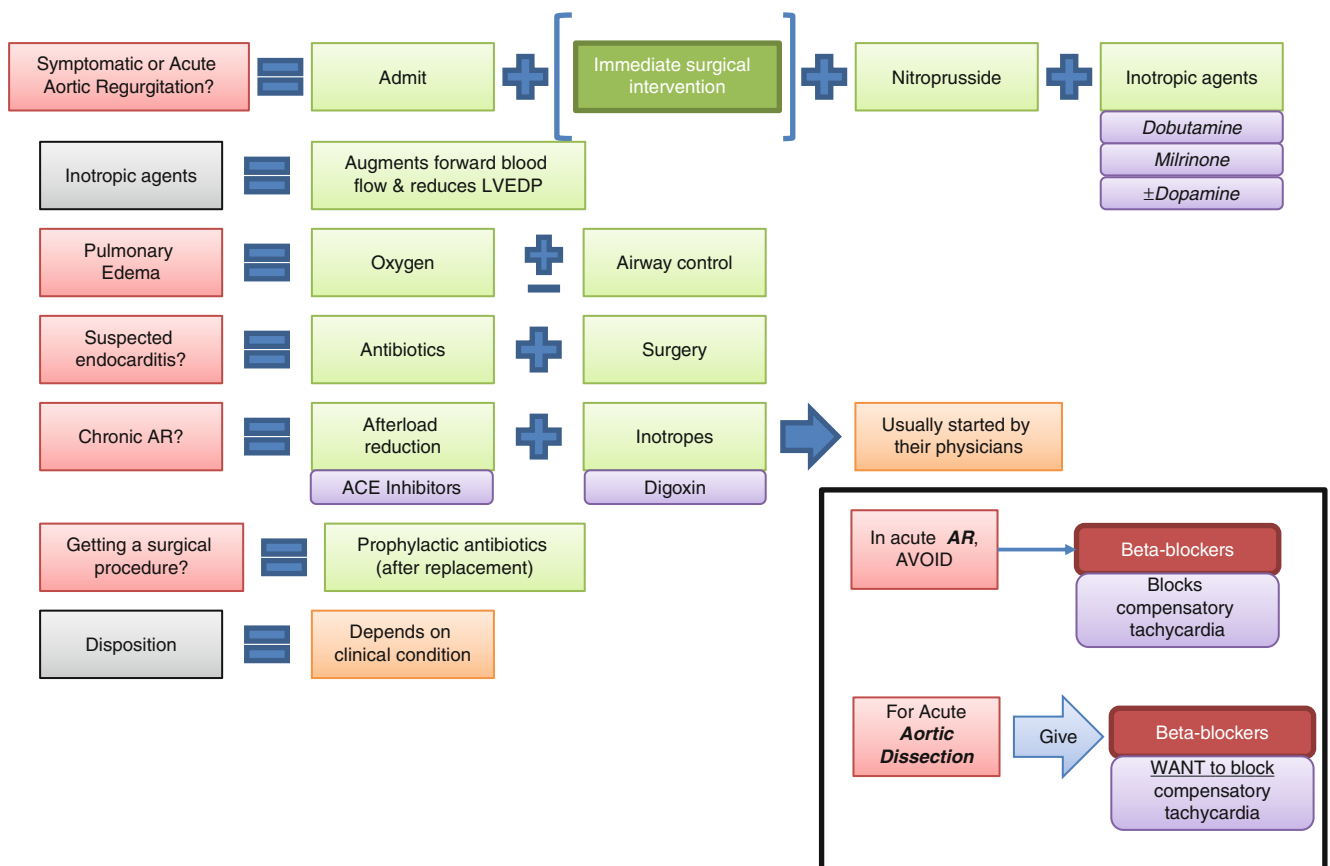 Symptomatic or Acute
Aortic Regurgitation?
Admit
Immediate surgical
intervention
Nitroprusside
Inotropic agents
Dobutamine
Milrinone
±Dopamine
Inotropic agents
Augments forward blood
flow & reduces LVEDP
Pulmonary
Edema
Oxygen
Airway control
Suspected
endocarditis?
Antibiotics
Surgery
Chronic AR?
Afterload
reduction
ACE Inhibitors
Inotropes
Digoxin
Usually started by
their physicians
Getting a surgical
procedure?
Prophylactic antibiotics
(after replacement)
Disposition
Depends on
clinical condition
In acute AR,
AVOID
Beta-blockers
Blocks
compensatory
tachycardia
For Acute
Aortic
Dissection
Give
Beta-blockers
WANT to block
compensatory
tachycardia